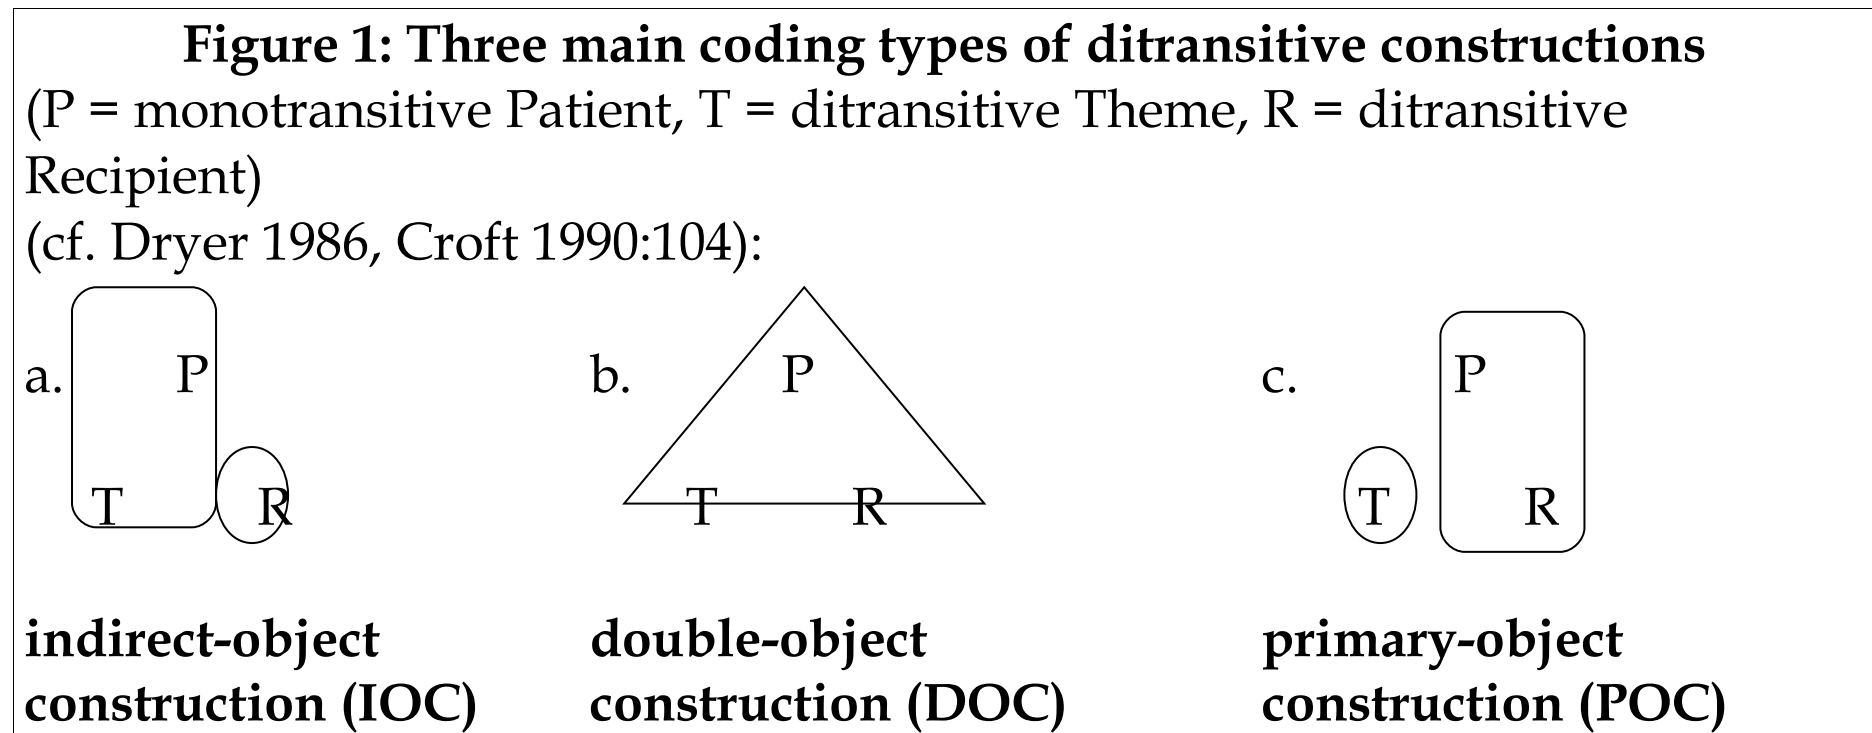 Figure 1: Three main coding types of ditransitive constructions
(P = monotransitive Patient, T = ditransitive Theme, R = ditransitive
Recipient)
(cf. Dryer 1986, Croft 1990:104):
a. P b. P c. P
T R T R T R
indirect-object double-object primary-object
construction (IOC) construction (DOC) construction (POC)